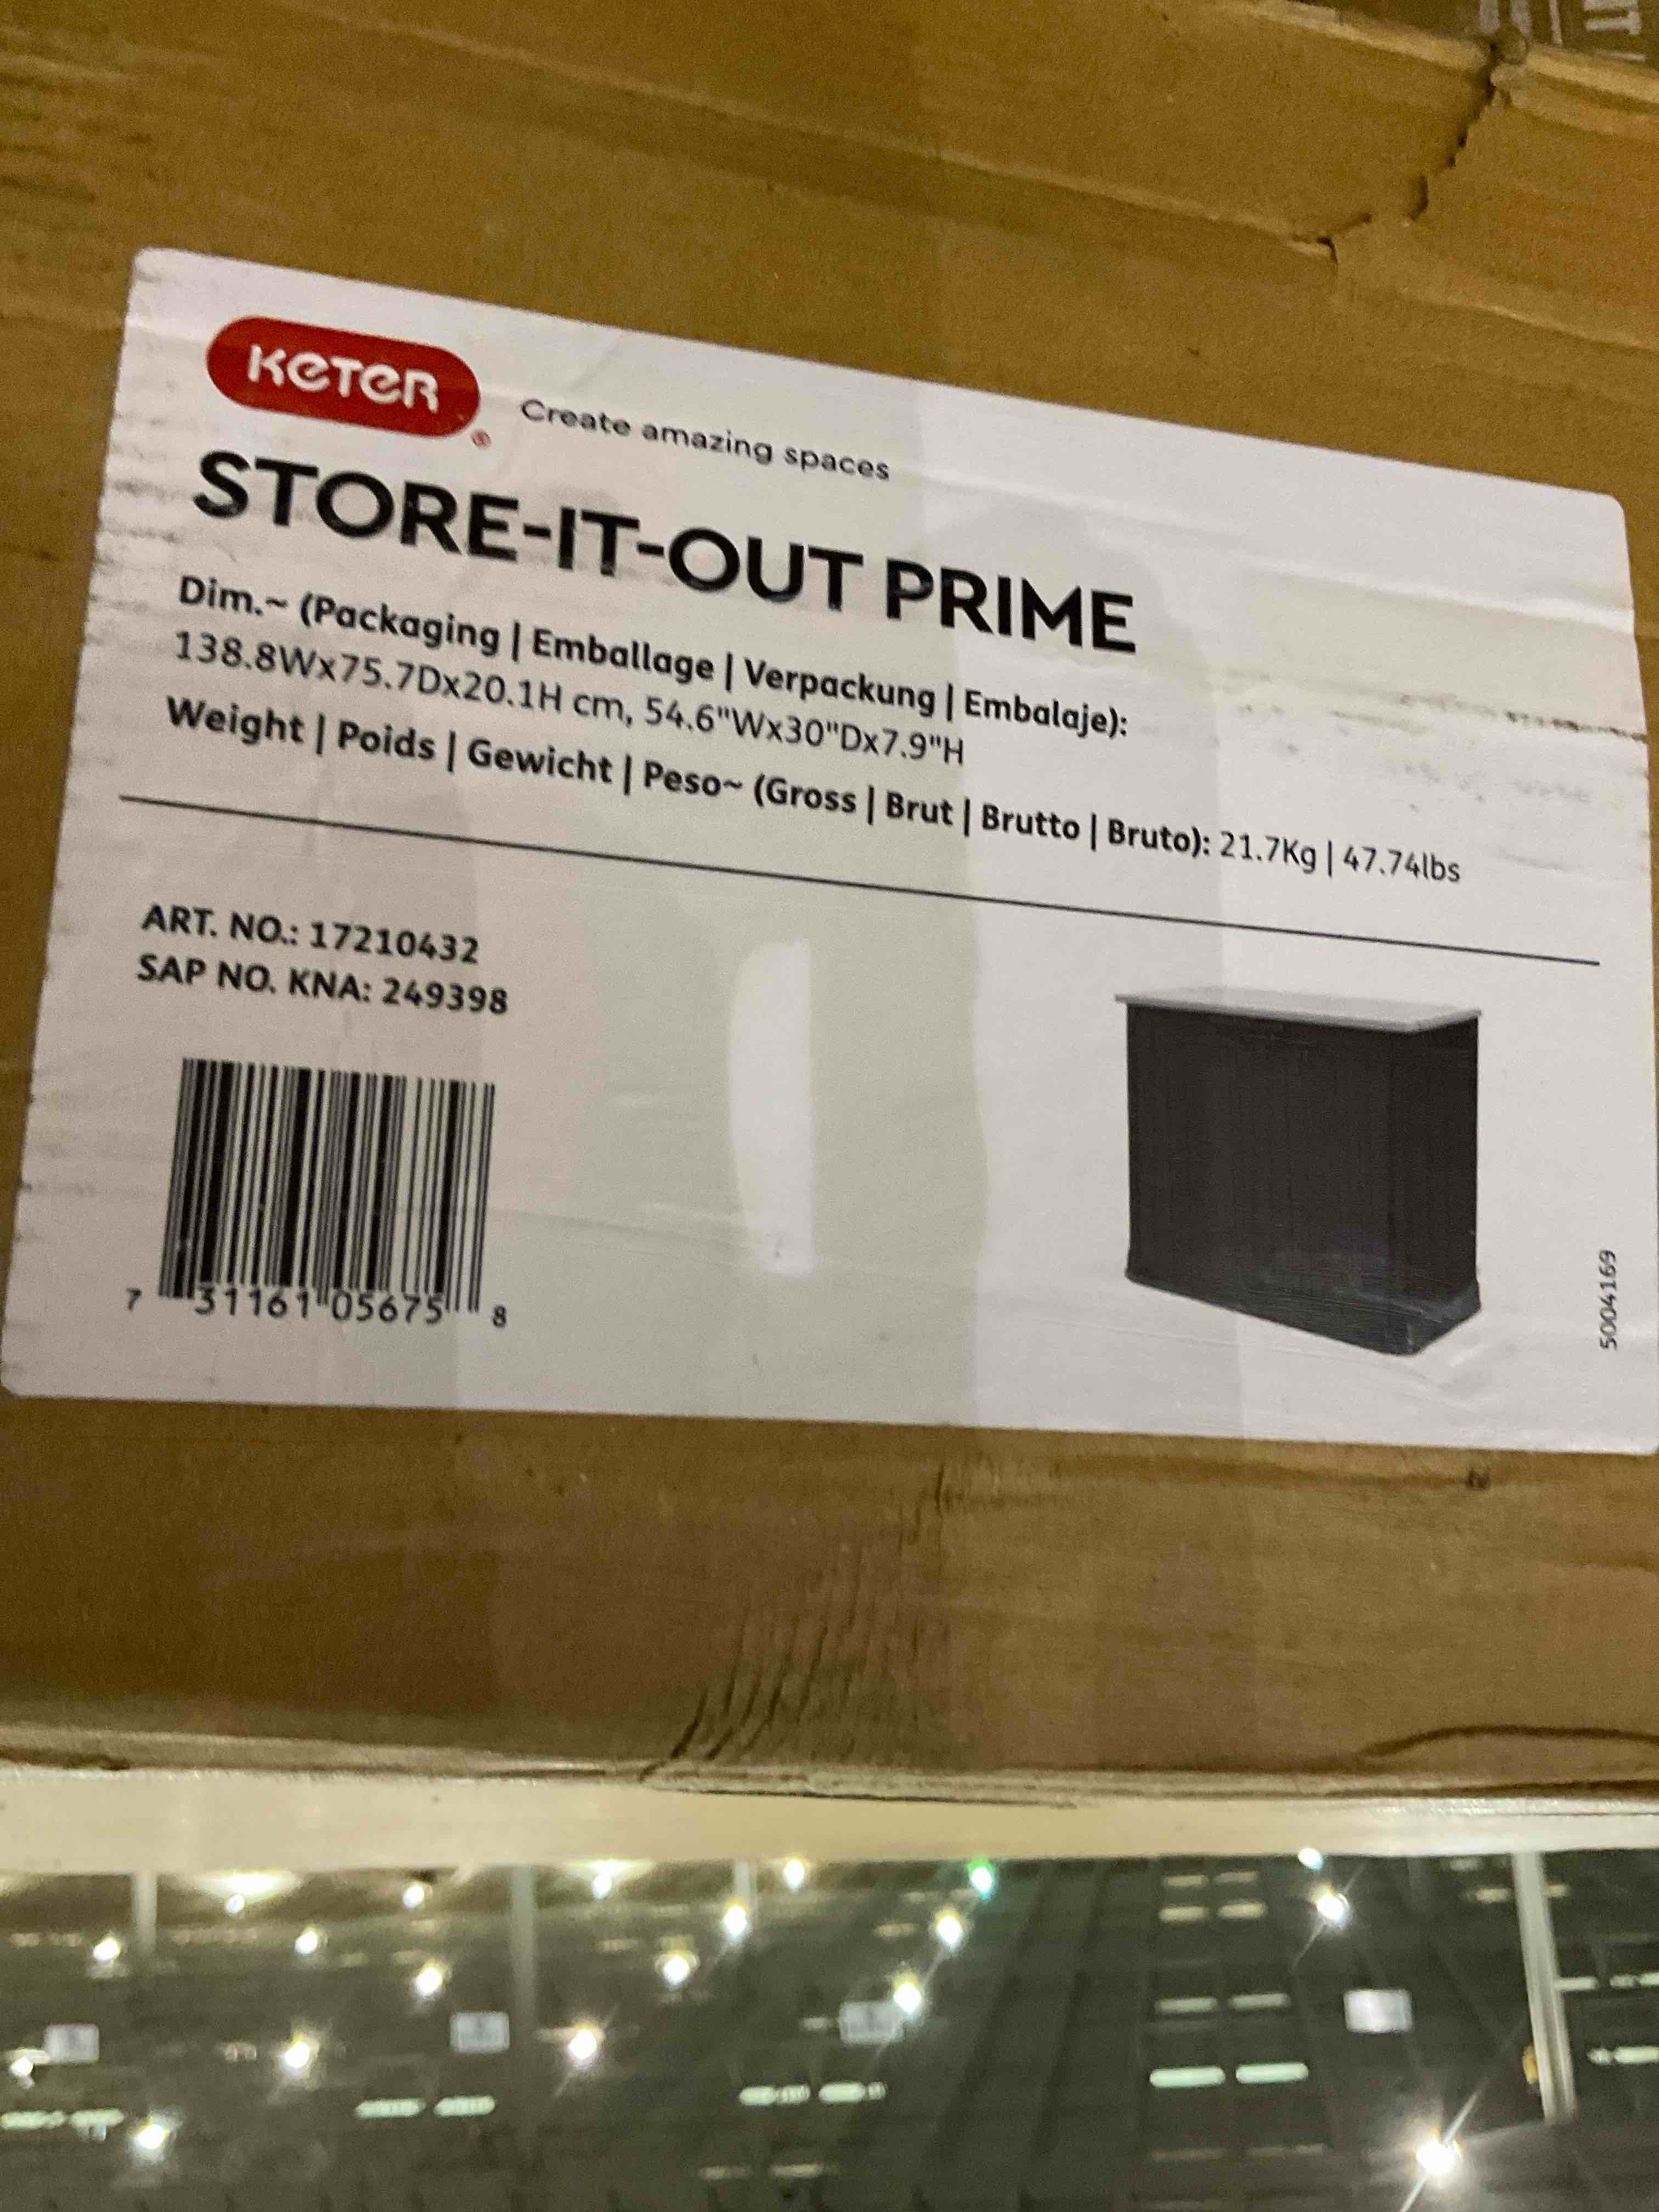 KETER®
Create amazing spaces
STORE-IT-OUT PRIME
Dim.~ (Packaging | Emballage | Verpackung | Embalaje):
138.8Wx75.7Dx20.1H cm, 54.6"Wx30"Dx7.9"H
Weight | Poids | Gewicht | Peso~ (Gross | Brut | Brutto | Bruto): 21.7Kg | 47.74lbs
ART. NO.: 17210432
SAP NO. KNA: 249398
7 31161 05675 8
5004169